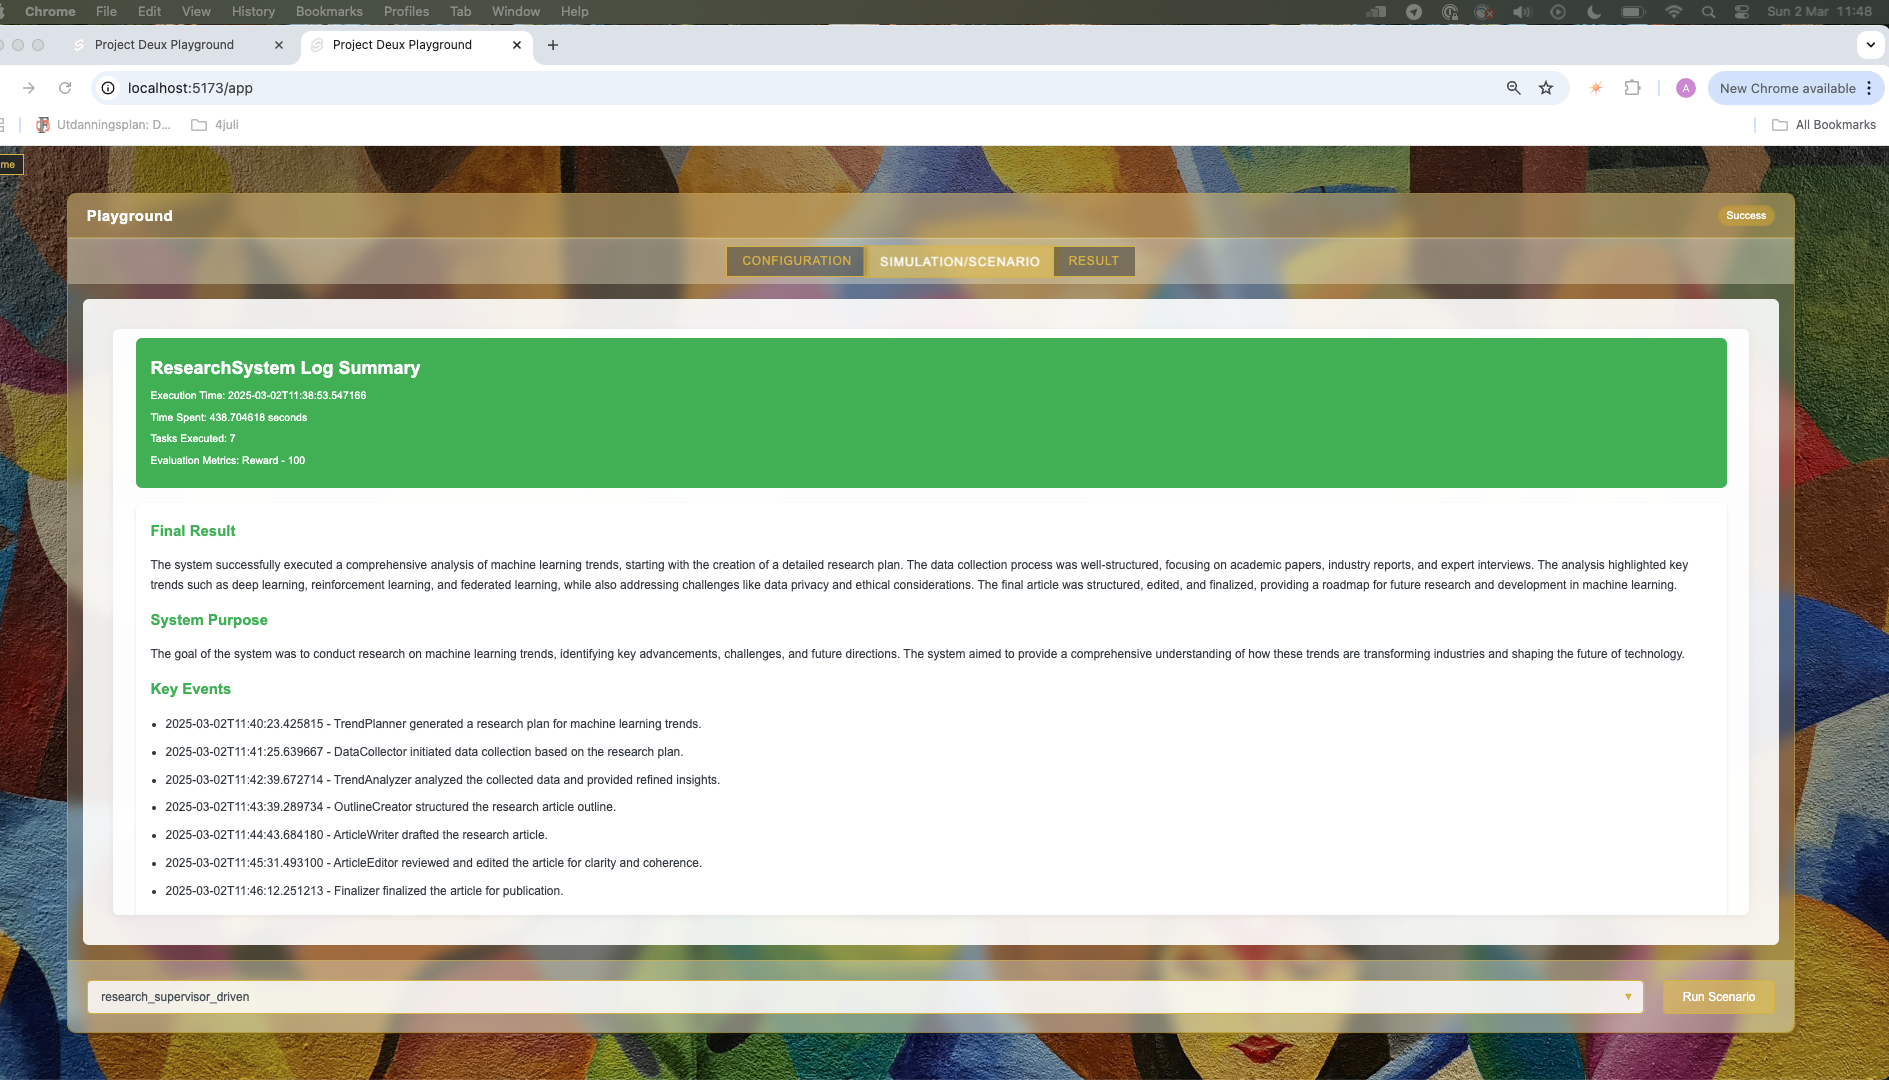 Chrome File Edit View History Bookmarks Profiles Tab Window Help Sun 2 Mar 11:48
Project Deux Playground
Project Deux Playground
localhost:5173/app
New Chrome available
A
Utdanningsplan: D...
4juli
All Bookmarks
me
Playground
Success
CONFIGURATION
SIMULATION/SCENARIO
RESULT
ResearchSystem Log Summary
Execution Time: 2025-03-02T11:38:53.547166
Time Spent: 438.704618 seconds
Tasks Executed: 7
Evaluation Metrics: Reward - 100
Final Result
The system successfully executed a comprehensive analysis of machine learning trends, starting with the creation of a detailed research plan. The data collection process was well-structured, focusing on academic papers, industry reports, and expert interviews. The analysis highlighted key
trends such as deep learning, reinforcement learning, and federated learning, while also addressing challenges like data privacy and ethical considerations. The final article was structured, edited, and finalized, providing a roadmap for future research and development in machine learning.
System Purpose
The goal of the system was to conduct research on machine learning trends, identifying key advancements, challenges, and future directions. The system aimed to provide a comprehensive understanding of how these trends are transforming industries and shaping the future of technology.
Key Events
• 2025-03-02T11:40:23.425815 - TrendPlanner generated a research plan for machine learning trends.
• 2025-03-02T11:41:25.639667 - DataCollector initiated data collection based on the research plan.
• 2025-03-02T11:42:39.672714 - TrendAnalyzer analyzed the collected data and provided refined insights.
• 2025-03-02T11:43:39.289734 - OutlineCreator structured the research article outline.
• 2025-03-02T11:44:43.684180 - ArticleWriter drafted the research article.
• 2025-03-02T11:45:31.493100 - ArticleEditor reviewed and edited the article for clarity and coherence.
• 2025-03-02T11:46:12.251213 - Finalizer finalized the article for publication.
research_supervisor_driven
Run Scenario